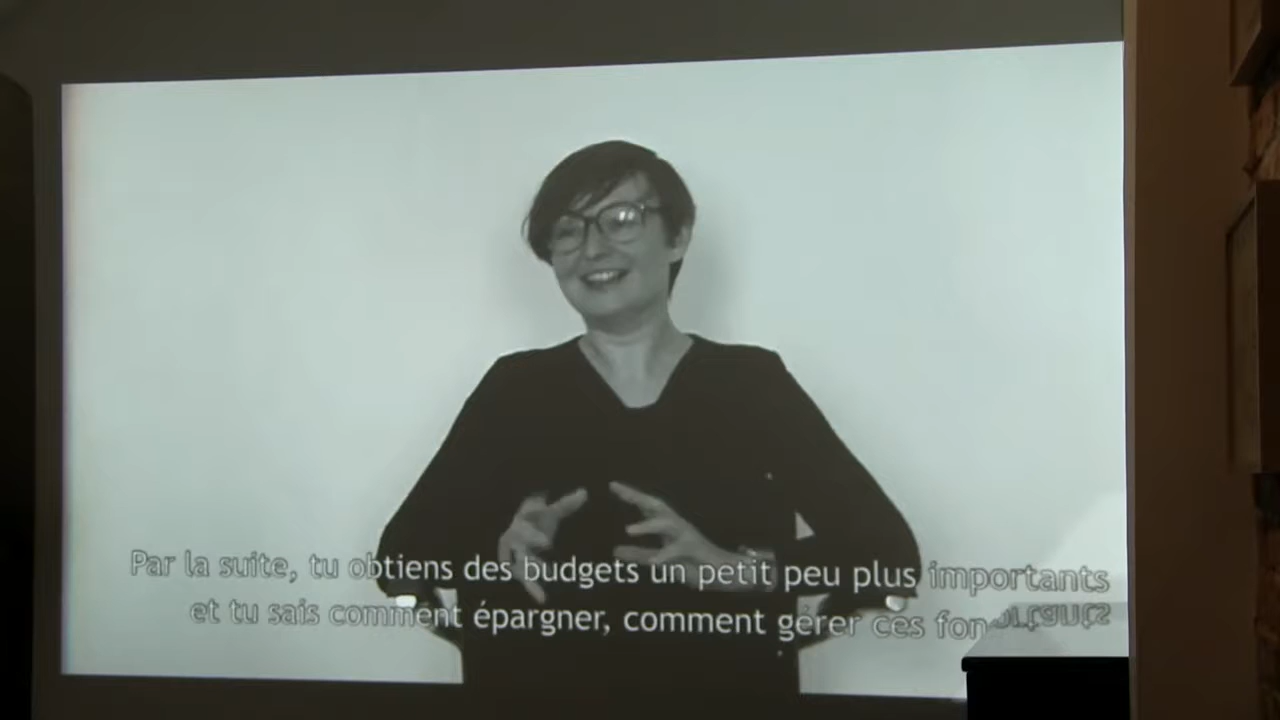 Par la suite, tu obtiens des budgets un petit peu plus importants
et tu sais comment épargner, comment gérer ces